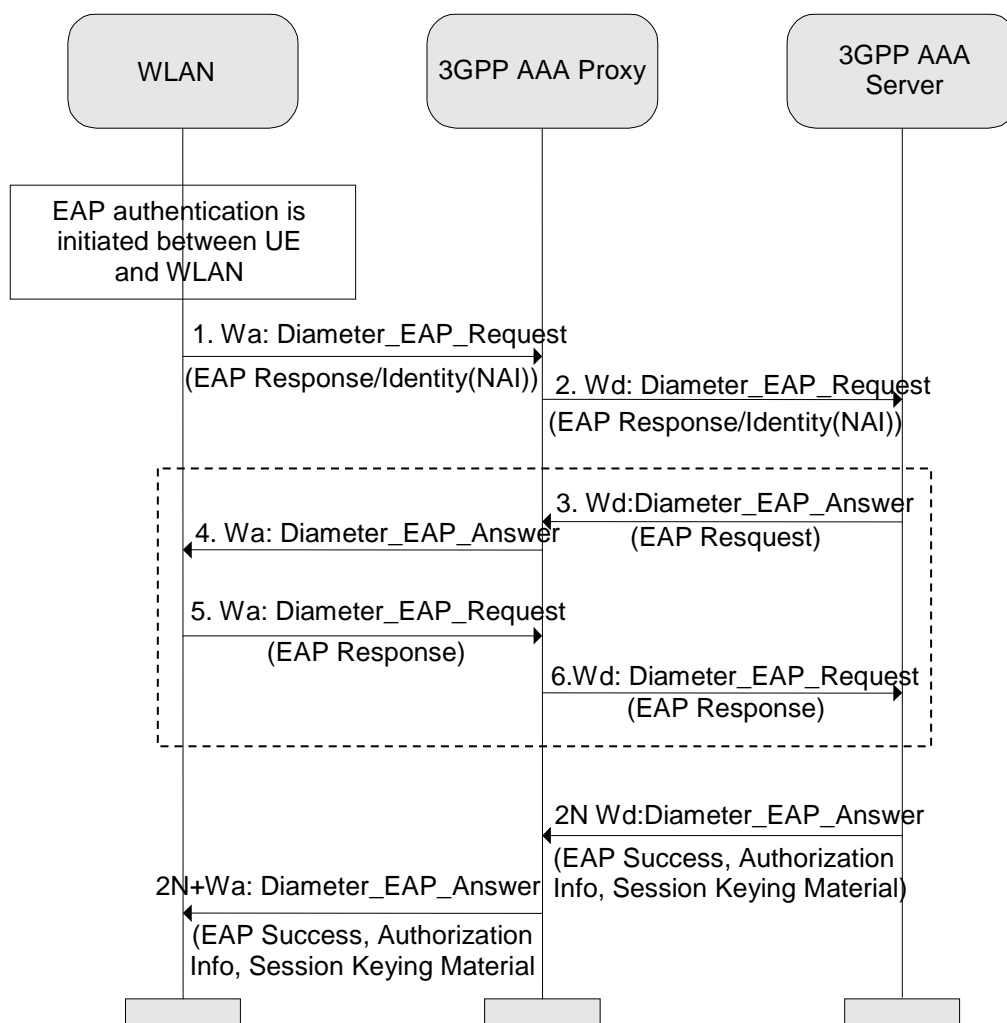 WLAN
3GPP AAA Proxy
3GPP AAA
Server
EAP authentication is
initiated between UE
and WLAN
1. Wa: Diameter_EAP_Request
(EAP Response/Identity(NAI))
2. Wd: Diameter_EAP_Request
(EAP Response/Identity(NAI))
3. Wd:Diameter_EAP_Answer
(EAP Resquest)
4. Wa: Diameter_EAP_Answer
5. Wa: Diameter_EAP_Request
(EAP Response)
6.Wd: Diameter_EAP_Request
(EAP Response)
2N Wd:Diameter_EAP_Answer
(EAP Success, Authorization
Info, Session Keying Material)
2N+Wa: Diameter_EAP_Answer
(EAP Success, Authorization
Info, Session Keying Material